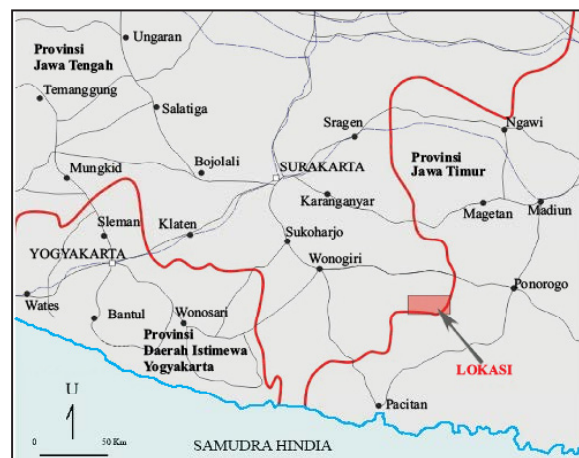 Ungaran
Provinsi
Jawa Tengah
Temanggung
Salatiga
Sragen
Ngawi
Bojolali
SURAKARTA
Provinsi
Jawa Timur
Mungkid
Karanganyar
Magetan
Madiun
Sleman
Klaten
Sukoharjo
YOGYAKARTA
Wonogiri
Ponorogo
Wates
Bantul
Wonosari
Provinsi
Daerah Istimewa
Yogyakarta
LOKASI
Pacitan
U
0 50 Km
SAMUDRA HINDIA